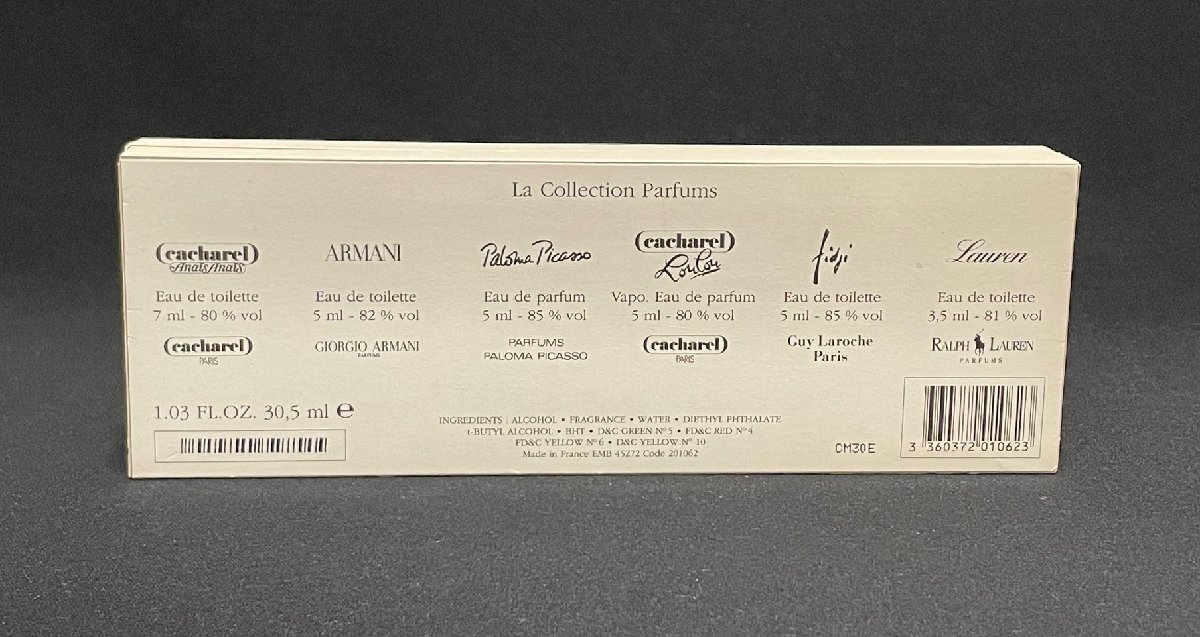 La Collection Parfums
cacharel
Anaïs Anaïs
Eau de toilette
7 ml - 80 % vol
cacharel
PARIS
ARMANI
Eau de toilette
5 ml - 82 % vol
GIORGIO ARMANI
PARFUMS
Paloma Picasso
Eau de parfum
5 ml - 85 % vol
PARFUMS
PALOMA PICASSO
cacharel
LouLou
Vapo. Eau de parfum
5 ml - 80 % vol
cacharel
PARIS
fidji
Eau de toilette
5 ml - 85 % vol
Guy Laroche
Paris
Lauren
Eau de toilette
3,5 ml - 81 % vol
RALPH LAUREN
PARFUMS
1.03 FL.OZ. 30,5 ml ℮
INGREDIENTS : ALCOHOL • FRAGRANCE • WATER • DIETHYL PHTHALATE
t-BUTYL ALCOHOL • BHT • D&C GREEN N°5 • FD&C RED N°4
FD&C YELLOW N°6 • D&C YELLOW N° 10
Made in France EMB 45272 Code 201062
CM30E
3 360372 010623